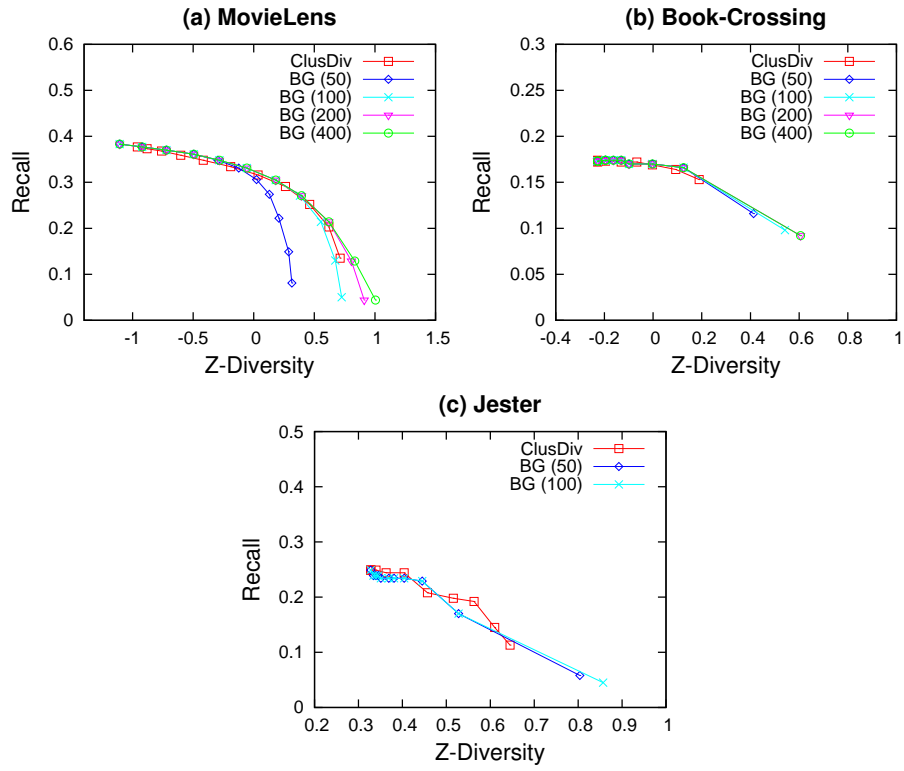 (a) MovieLens
0.6
0.5
0.4
0.3
0.2
0.1
0
Recall
-1
-0.5
0
0.5
1
1.5
Z-Diversity
ClusDiv
BG (50)
BG (100)
BG (200)
BG (400)
(b) Book-Crossing
0.3
0.25
0.2
0.15
0.1
0.05
0
Recall
-0.4
-0.2
0
0.2
0.4
0.6
0.8
1
Z-Diversity
ClusDiv
BG (50)
BG (100)
BG (200)
BG (400)
(c) Jester
0.5
0.4
0.3
0.2
0.1
0
Recall
0.2
0.3
0.4
0.5
0.6
0.7
0.8
0.9
1
Z-Diversity
ClusDiv
BG (50)
BG (100)